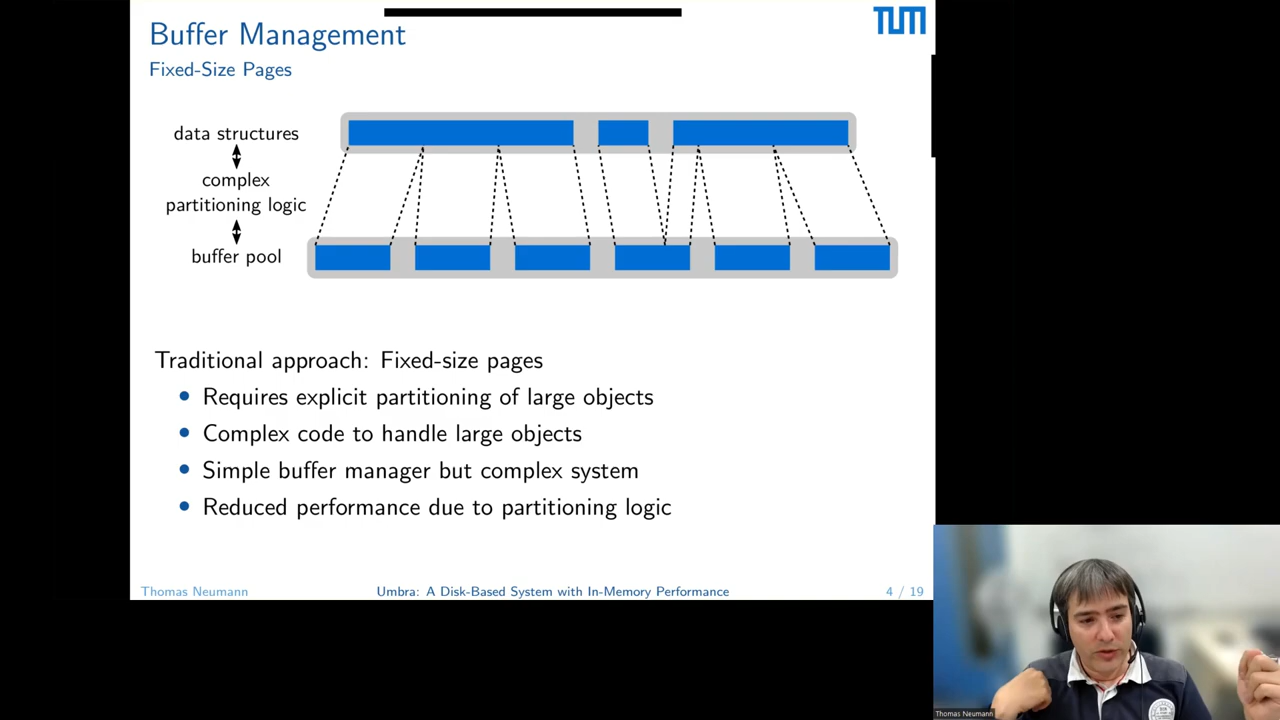 Buffer Management
TUM
Fixed-Size Pages
data structures
complex
partitioning logic
buffer pool
Traditional approach: Fixed-size pages
• Requires explicit partitioning of large objects
• Complex code to handle large objects
• Simple buffer manager but complex system
• Reduced performance due to partitioning logic
Thomas Neumann
Umbra: A Disk-Based System with In-Memory Performance
4 / 19
Thomas Neumann